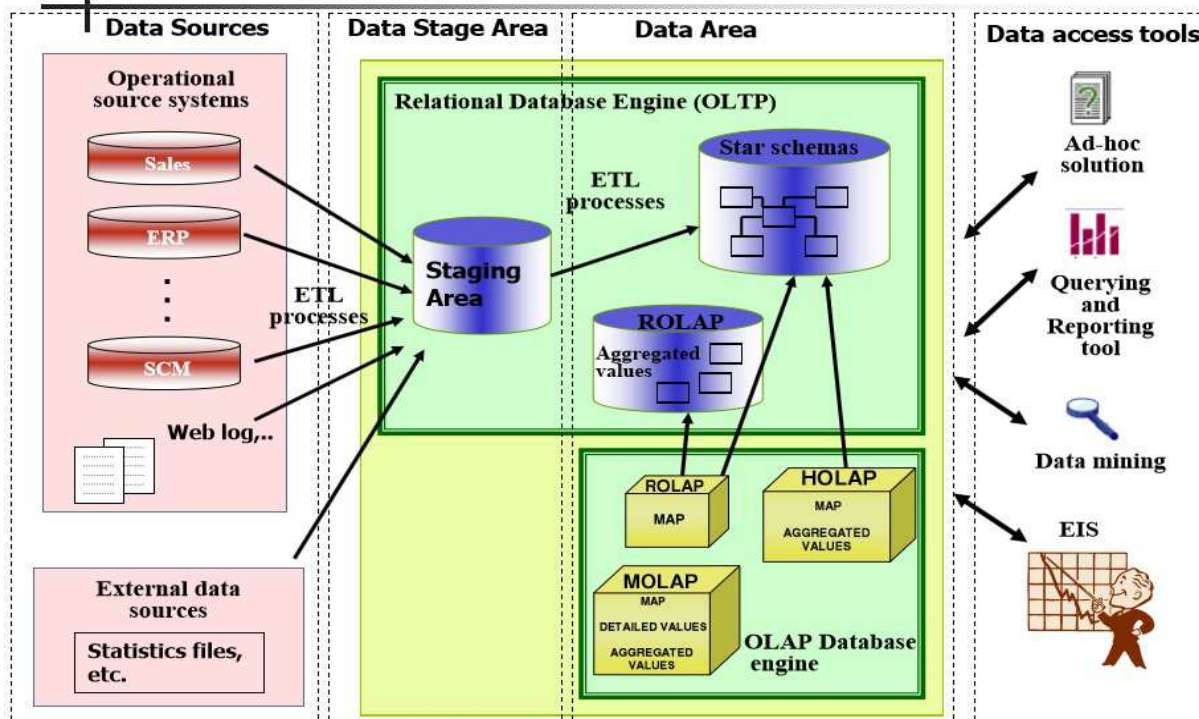 Data Sources
Data Stage Area
Data Area
Data access tools
Operational
source systems
Sales
ERP
SCM
Web log,..
ETL
processes
External data
sources
Statistics files,
etc.
Relational Database Engine (OLTP)
Staging
Area
ETL
processes
Star schemas
ROLAP
Aggregated
values
ROLAP
MAP
HOLAP
MAP
AGGREGATED
VALUES
MOLAP
MAP
DETAILED VALUES
AGGREGATED
VALUES
OLAP Database
engine
?
Ad-hoc
solution
Querying
and
Reporting
tool
Data mining
EIS